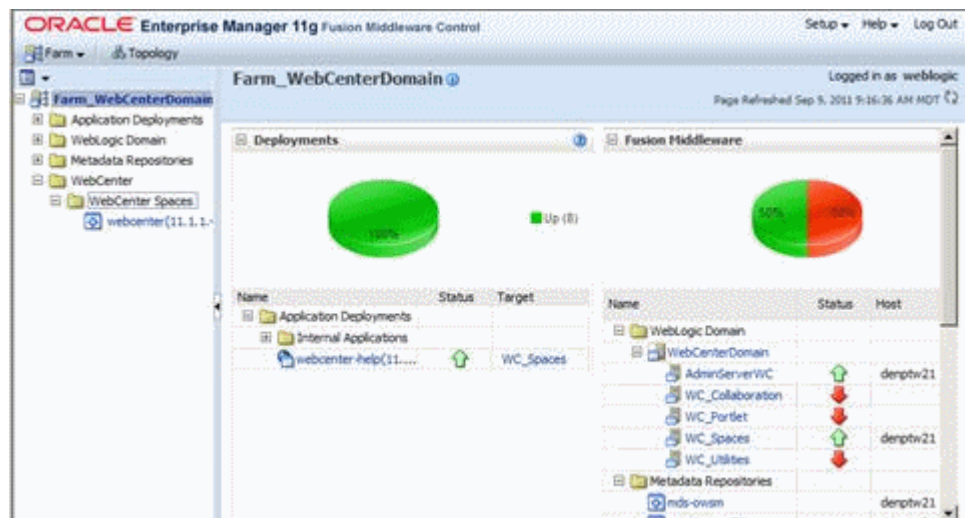 ORACLE Enterprise Manager 11g Fusion Middleware Control
Setup Help Log Out
Farm Topology
Farm_WebCenterDomain
Application Deployments
WebLogic Domain
Metadata Repositories
WebCenter
WebCenter Spaces
webcenter(11.1.1.
Farm_WebCenterDomain
Logged in as weblogic
Page Refreshed Sep 9, 2011 9:16:36 AM MDT
Deployments
100%
Up (8)
Name Status Target
Application Deployments
Internal Applications
webcenter-help(11....
WC_Spaces
Fusion Middleware
50% 50%
Name Status Host
WebLogic Domain
WebCenterDomain
AdminServerWC denptw21
WC_Collaboration
WC_Portlet
WC_Spaces denptw21
WC_Utilities
Metadata Repositories
mds-owsm denptw21